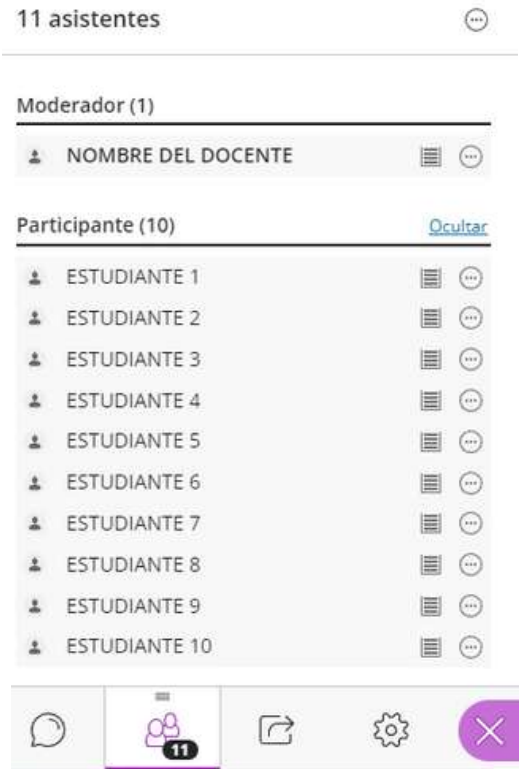 11 asistentes
Moderador (1)
NOMBRE DEL DOCENTE
Participante (10) Ocultar
ESTUDIANTE 1
ESTUDIANTE 2
ESTUDIANTE 3
ESTUDIANTE 4
ESTUDIANTE 5
ESTUDIANTE 6
ESTUDIANTE 7
ESTUDIANTE 8
ESTUDIANTE 9
ESTUDIANTE 10
11